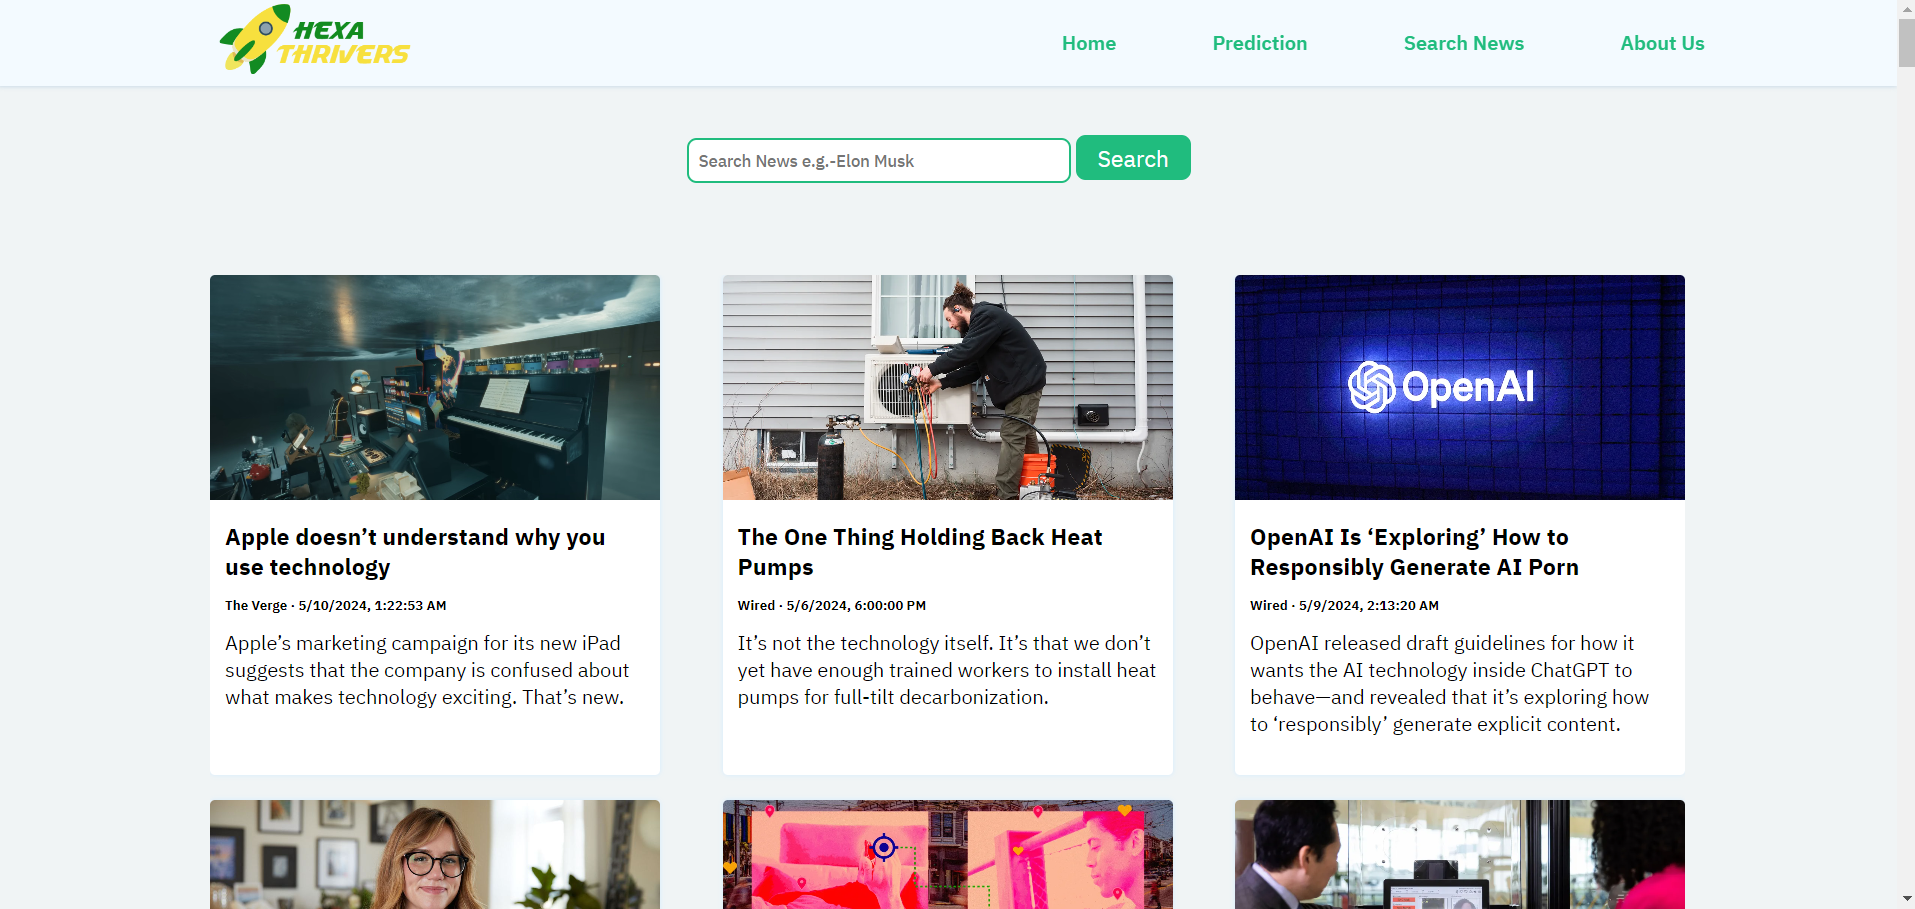 HEXA
THRIVERS
Home
Prediction
Search News
About Us
Search News e.g.-Elon Musk
Search
OpenAI
Apple doesn’t understand why you
use technology
The Verge · 5/10/2024, 1:22:53 AM
Apple’s marketing campaign for its new iPad
suggests that the company is confused about
what makes technology exciting. That’s new.
The One Thing Holding Back Heat
Pumps
Wired · 5/6/2024, 6:00:00 PM
It’s not the technology itself. It’s that we don’t
yet have enough trained workers to install heat
pumps for full-tilt decarbonization.
OpenAI Is ‘Exploring’ How to
Responsibly Generate AI Porn
Wired · 5/9/2024, 2:13:20 AM
OpenAI released draft guidelines for how it
wants the AI technology inside ChatGPT to
behave—and revealed that it’s exploring how
to ‘responsibly’ generate explicit content.